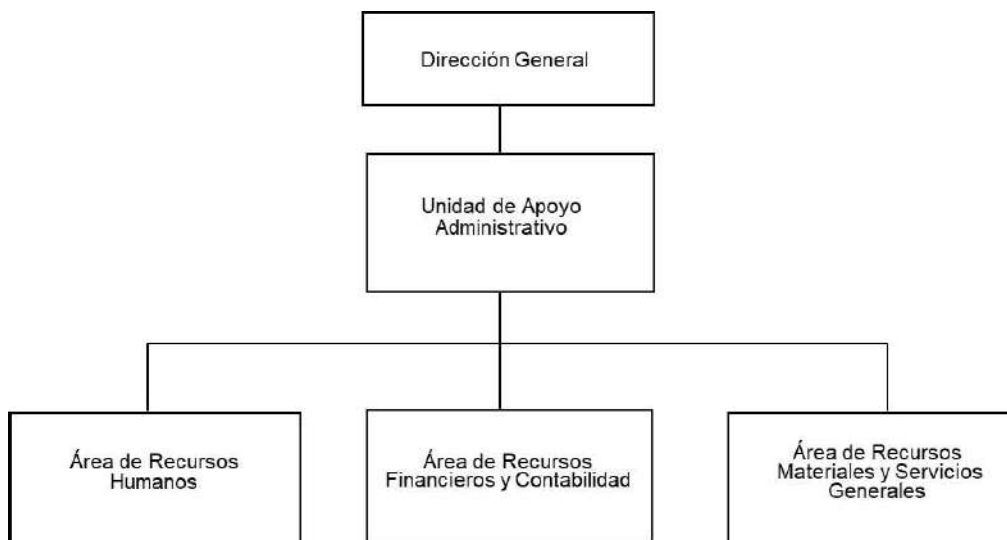 Dirección General
Unidad de Apoyo
Administrativo
Área de Recursos
Humanos
Área de Recursos
Financieros y Contabilidad
Área de Recursos
Materiales y Servicios
Generales